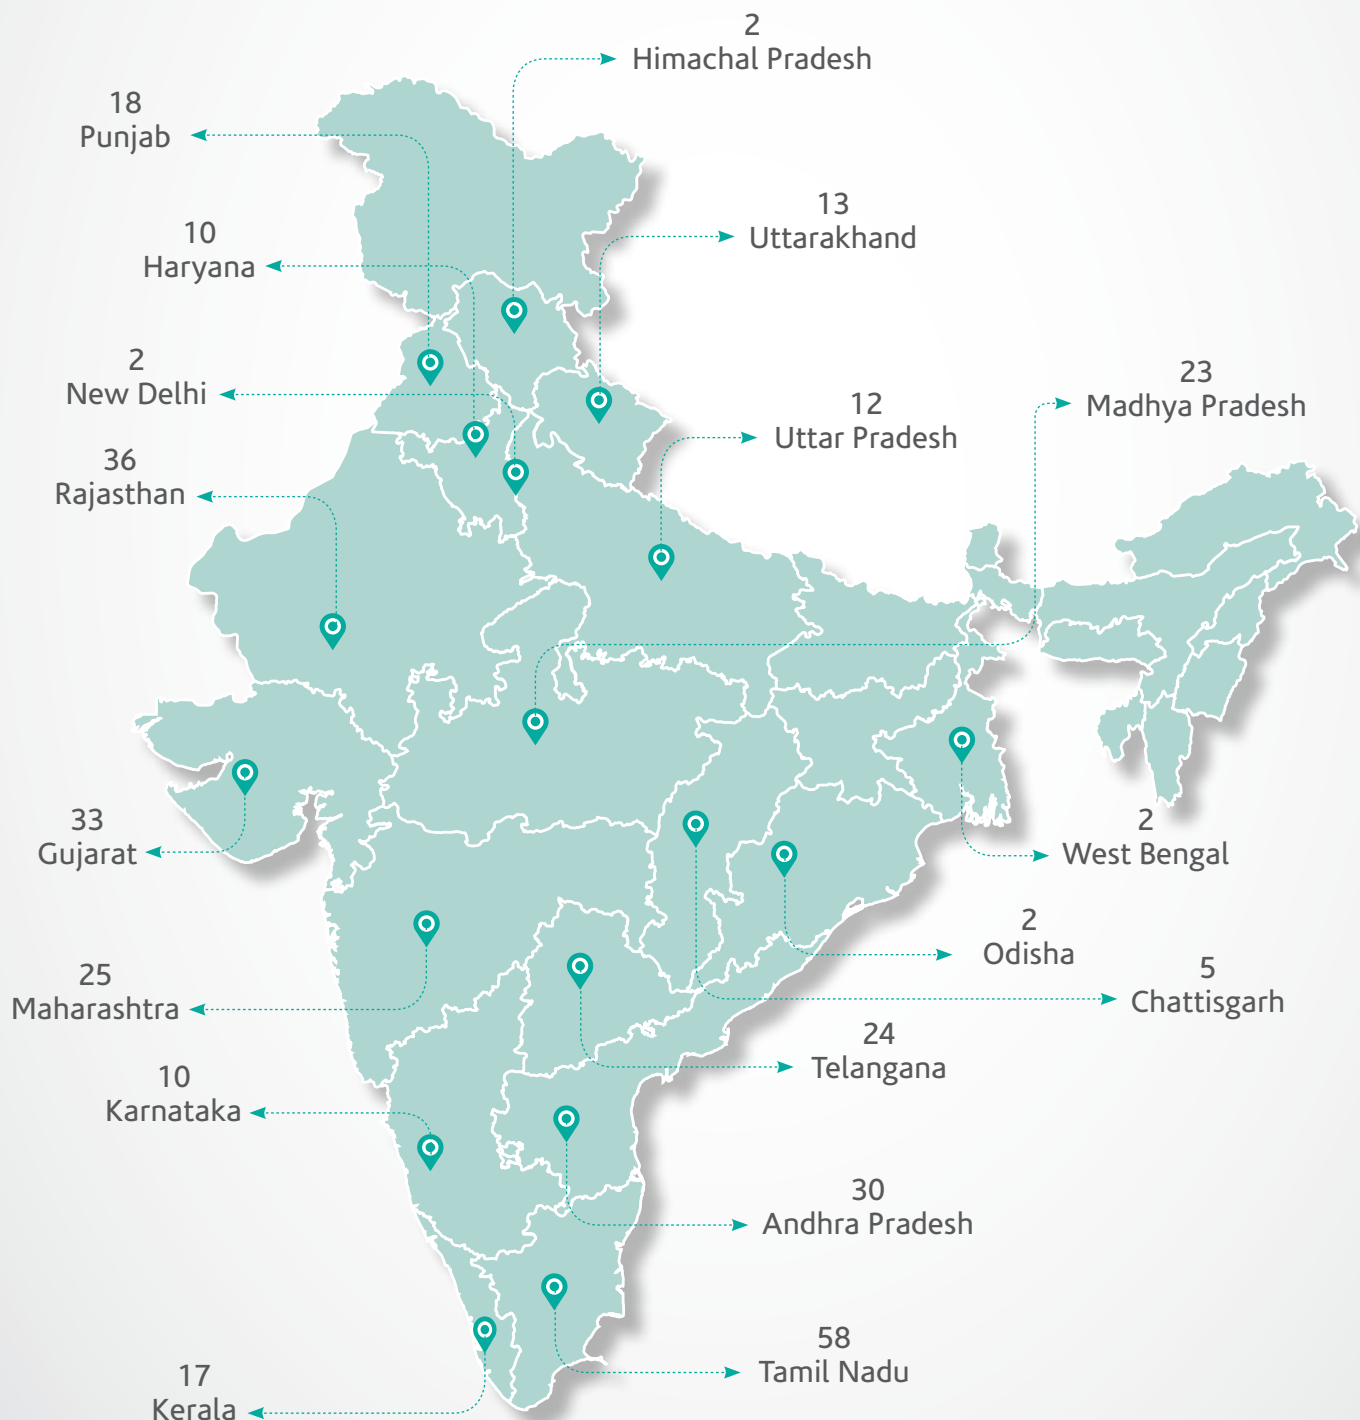 2
Himachal Pradesh
18
Punjab
13
Uttarakhand
10
Haryana
2
New Delhi
23
Madhya Pradesh
12
Uttar Pradesh
36
Rajasthan
33
Gujarat
2
West Bengal
2
Odisha
25
Maharashtra
5
Chattisgarh
24
Telangana
10
Karnataka
30
Andhra Pradesh
58
Tamil Nadu
17
Kerala